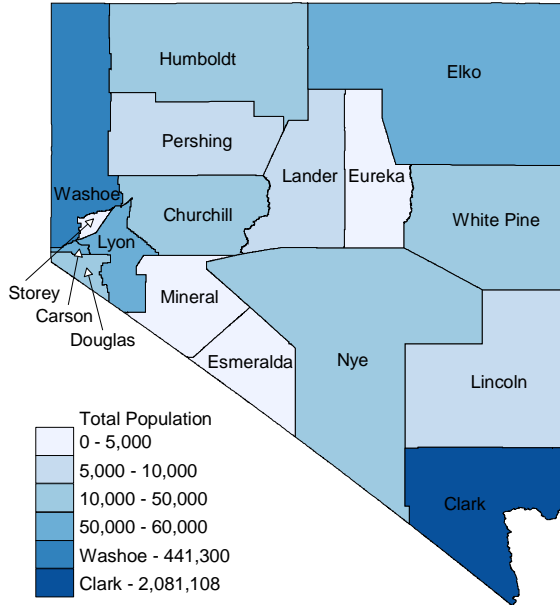 Humboldt
Elko
Pershing
Lander
Eureka
Washoe
Churchill
White Pine
Lyon
Storey
Carson
Douglas
Mineral
Esmeralda
Nye
Lincoln
Clark
Total Population
0 - 5,000
5,000 - 10,000
10,000 - 50,000
50,000 - 60,000
Washoe - 441,300
Clark - 2,081,108